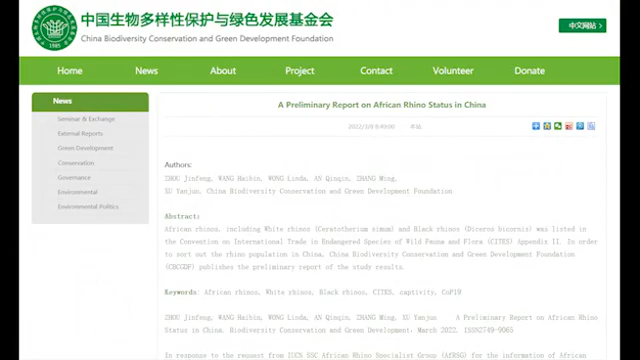 中国生物多样性保护与绿色发展基金会
China Biodiversity Conservation and Green Development Foundation
中文网站 >
Home News About Project Contact Volunteer Donate
News
Seminar & Exchange
External Reports
Green Development
Conservation
Governance
Environmental
Environmental Politics
A Preliminary Report on African Rhino Status in China
2022/3/9 8:49:00
Authors:
ZHOU Jinfeng, WANG Haibin, WONG Linda, AN Qinqin, ZHANG Ming,
XU Yanjun, China Biodiversity Conservation and Green Development Foundation
Abstract:
African rhinos, including White rhinos (Ceratotherium simum) and Black rhinos (Diceros bicornis) was listed
in the Convention on International Trade in Endangered Species of Wild Fauna and Flora (CITES) Appendix II. In order
to sort out the rhino population in China, China Biodiversity Conservation and Green Development Foundation
(CBCGDF) publishes the preliminary report of the study results.
Keywords: African rhinos, White rhinos, Black rhinos, CITES, captivity, CoP19
ZHOU Jinfeng, WANG Haibin, WONG Linda, AN Qinqin, ZHANG Ming, XU Yanjun A Preliminary Report on African Rhino
Status in China. Biodiversity Conservation and Green Development, March 2022, ISSN2749-9065
In response to the request from IUCN SSC African Rhino Specialist Group (AfRSG) for the information of African